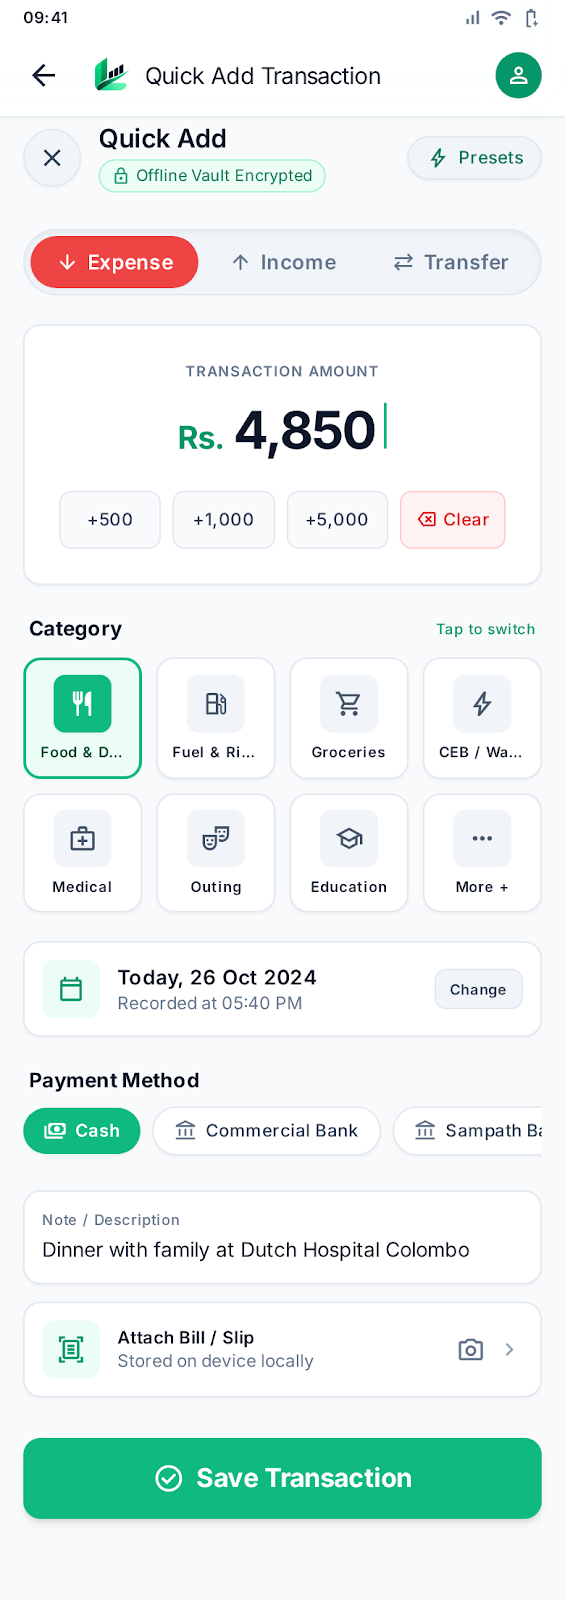 09:41
Quick Add Transaction
Quick Add
Offline Vault Encrypted
Presets
Expense
Income
Transfer
TRANSACTION AMOUNT
Rs. 4,850
+500
+1,000
+5,000
Clear
Category
Tap to switch
Food & D...
Fuel & Ri...
Groceries
CEB / Wa...
Medical
Outing
Education
More +
Today, 26 Oct 2024
Recorded at 05:40 PM
Change
Payment Method
Cash
Commercial Bank
Sampath Ba
Note / Description
Dinner with family at Dutch Hospital Colombo
Attach Bill / Slip
Stored on device locally
Save Transaction